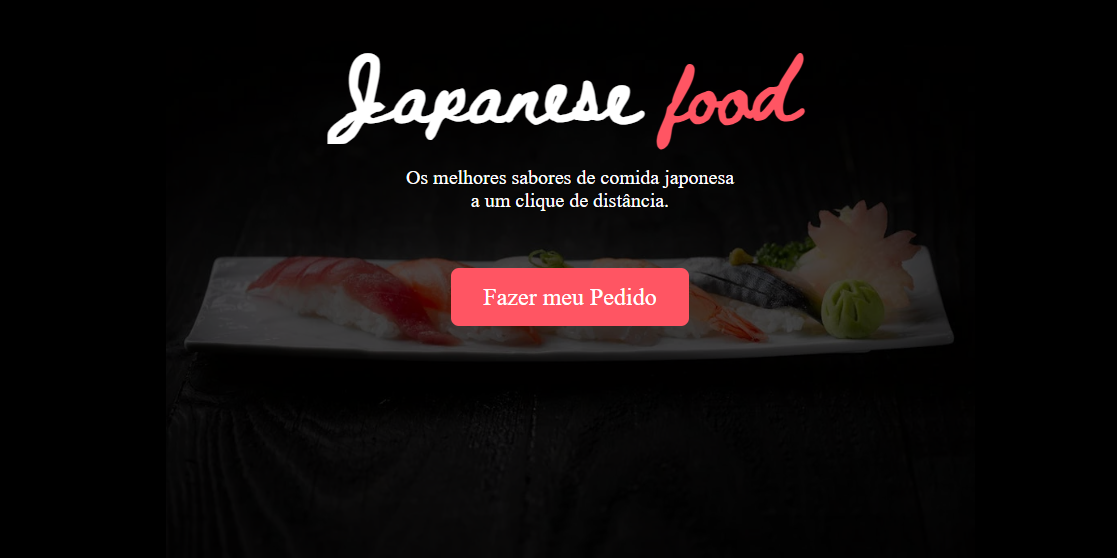 Japanese food
Os melhores sabores de comida japonesa
a um clique de distância.
Fazer meu Pedido